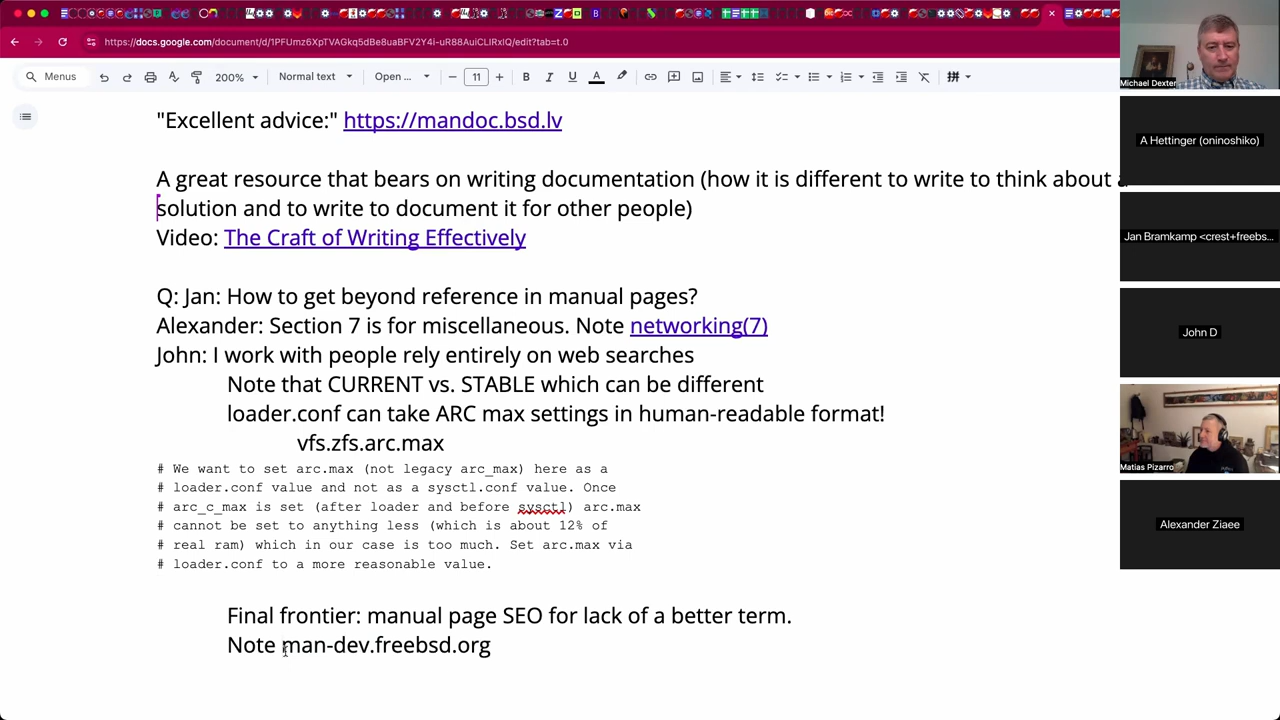 https://docs.google.com/document/d/1PFUmz6XpTVAGkq5dBe8uaBFV2Y4i-uR88AuiCLIRxIQ/edit?tab=t.0
Menus 200% Normal text Open ... 11 B I U A
"Excellent advice:" https://mandoc.bsd.lv
A great resource that bears on writing documentation (how it is different to write to think about a
solution and to write to document it for other people)
Video: The Craft of Writing Effectively
Q: Jan: How to get beyond reference in manual pages?
Alexander: Section 7 is for miscellaneous. Note networking(7)
John: I work with people rely entirely on web searches
Note that CURRENT vs. STABLE which can be different
loader.conf can take ARC max settings in human-readable format!
vfs.zfs.arc.max
# We want to set arc.max (not legacy arc_max) here as a
# loader.conf value and not as a sysctl.conf value. Once
# arc_c_max is set (after loader and before sysctl) arc.max
# cannot be set to anything less (which is about 12% of
# real ram) which in our case is too much. Set arc.max via
# loader.conf to a more reasonable value.
Final frontier: manual page SEO for lack of a better term.
Note man-dev.freebsd.org
Michael Dexter
A Hettinger (oninoshiko)
Jan Bramkamp <crest+freebs...
John D
Matias Pizarro
Alexander Ziaee